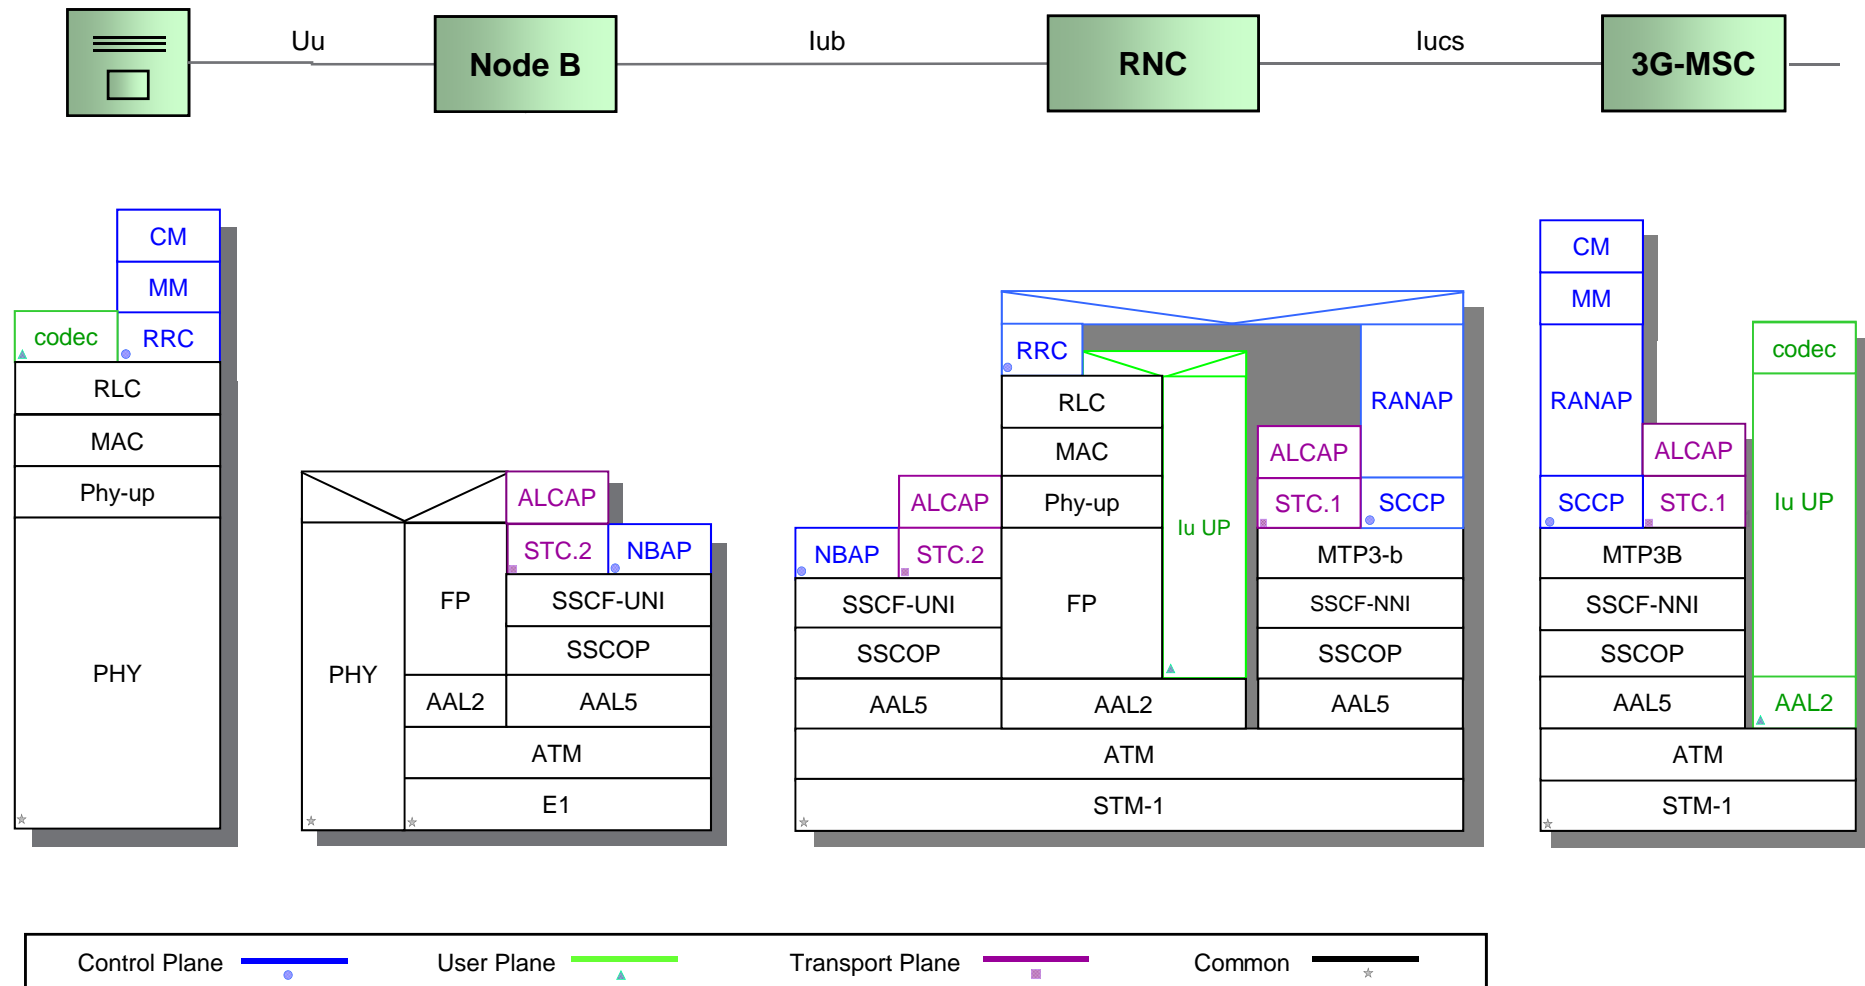 Uu
Iub
Iucs
Node B
RNC
3G-MSC
CM
MM
codec
RRC
RLC
MAC
Phy-up
PHY
ALCAP
STC.2
NBAP
FP
SSCF-UNI
SSCOP
PHY
AAL2
AAL5
ATM
E1
RRC
RLC
RANAP
MAC
ALCAP
ALCAP
Phy-up
STC.1
SCCP
Iu UP
NBAP
STC.2
MTP3-b
SSCF-UNI
FP
SSCF-NNI
SSCOP
SSCOP
AAL5
AAL2
AAL5
ATM
STM-1
CM
MM
codec
RANAP
ALCAP
SCCP
STC.1
Iu UP
MTP3B
SSCF-NNI
SSCOP
AAL5
AAL2
ATM
STM-1
Control Plane
User Plane
Transport Plane
Common